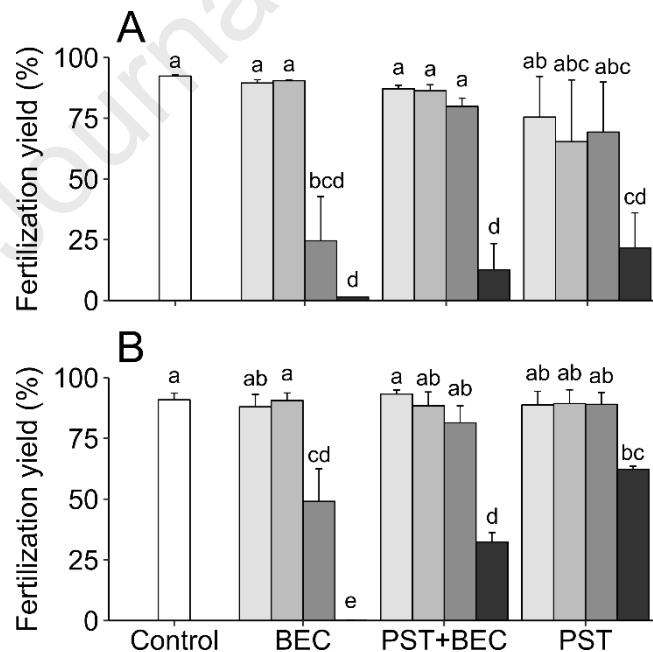 Journa
A
Fertilization yield (%)
100
75
50
25
0
a
a a
bcd
d
a a a
d
ab abc abc
cd
B
Fertilization yield (%)
100
75
50
25
0
a
ab a
cd
e
a ab ab
d
ab ab ab
bc
Control BEC PST+BEC PST